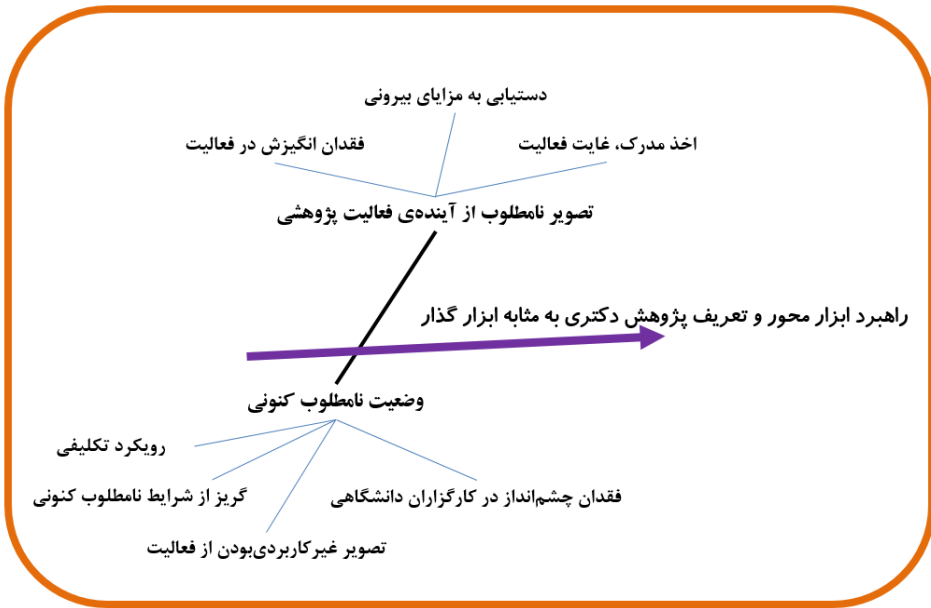 دستیابی به مزایای بیرونی
اخذ مدرک، غایت فعالیت
فقدان انگیزش در فعالیت
تصویر نامطلوب از آینده‌ی فعالیت پژوهشی
راهبرد ابزار محور و تعریف پژوهش دکتری به مثابه ابزار گذار
وضعیت نامطلوب کنونی
رویکرد تکلیفی
فقدان چشم‌انداز در کارگزاران دانشگاهی
گریز از شرایط نامطلوب کنونی
تصویر غیرکاربردی‌بودن از فعالیت